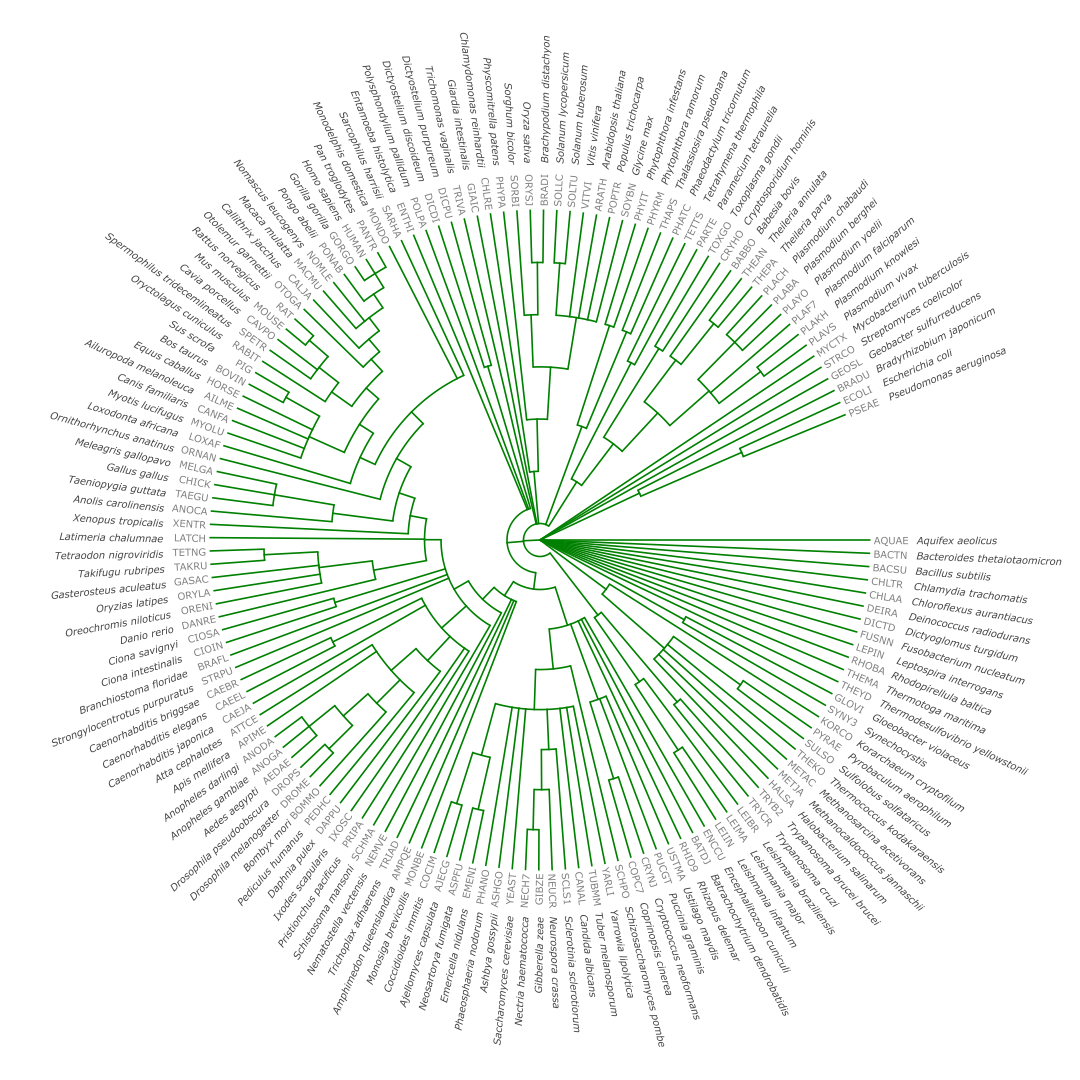 AQUAE Aquifex aeolicus
BACTN Bacteroides thetaiotaomicron
BACSU Bacillus subtilis
CHLTR Chlamydia trachomatis
CHLAA Chloroflexus aurantiacus
DEIRA Deinococcus radiodurans
DICTD Dictyoglomus turgidum
FUSNN Fusobacterium nucleatum
LEPIN Leptospira interrogans
RHOBA Rhodopirellula baltica
THEMA Thermotoga maritima
THEYD Thermodesulfovibrio yellowstonii
GLOVI Gloeobacter violaceus
SYNY3 Synechocystis
KORCO Korarchaeum cryptofilum
PYRAE Pyrobaculum aerophilum
SULSO Sulfolobus solfataricus
THEKO Thermococcus kodakaraensis
METAC Methanosarcina acetivorans
METJA Methanocaldococcus jannaschii
HALSA Halobacterium salinarum
TRYB2 Trypanosoma brucei brucei
TRYCR Trypanosoma cruzi
LEIBR Leishmania braziliensis
LEIMA Leishmania major
LEIIN Leishmania infantum
ENCCU Encephalitozoon cuniculi
BATDJ Batrachochytrium dendrobatidis
RHIO9 Rhizopus delemar
USTMA Ustilago maydis
PUCGT Puccinia graminis
CRYNJ Cryptococcus neoformans
COPC7 Coprinopsis cinerea
SCHPO Schizosaccharomyces pombe
YARLI Yarrowia lipolytica
TUBMM Tuber melanosporum
CANAL Candida albicans
SCLS1 Sclerotinia sclerotiorum
NEUCR Neurospora crassa
GIBZE Gibberella zeae
NECH7 Nectria haematococca
YEAST Saccharomyces cerevisiae
ASHGO Ashbya gossypii
PHANO Phaeosphaeria nodorum
EMENI Emericella nidulans
ASPFU Neosartorya fumigata
AJECG Ajellomyces capsulata
COCIM Coccidioides immitis
MONBE Monosiga brevicollis
AMPQE Amphimedon queenslandica
TRIAD Trichoplax adhaerens
NEMVE Nematostella vectensis
SCHMA Schistosoma mansoni
PRIPA Pristionchus pacificus
IXOSC Ixodes scapularis
DAPPU Daphnia pulex
PEDHC Pediculus humanus
BOMMO Bombyx mori
DROME Drosophila melanogaster
DROPS Drosophila pseudoobscura
AEDAE Aedes aegypti
ANOGA Anopheles gambiae
ANODA Anopheles darlingi
APIME Apis mellifera
ATTCE Atta cephalotes
CAEJA Caenorhabditis japonica
CAEEL Caenorhabditis elegans
CAEBR Caenorhabditis briggsae
STRPU Strongylocentrotus purpuratus
BRAFL Branchiostoma floridae
CIOIN Ciona intestinalis
CIOSA Ciona savignyi
DANRE Danio rerio
ORENI Oreochromis niloticus
ORYLA Oryzias latipes
GASAC Gasterosteus aculeatus
TAKRU Takifugu rubripes
TETNG Tetraodon nigroviridis
LATCH Latimeria chalumnae
XENTR Xenopus tropicalis
ANOCA Anolis carolinensis
TAEGU Taeniopygia guttata
CHICK Gallus gallus
MELGA Meleagris gallopavo
ORNAN Ornithorhynchus anatinus
LOXAF Loxodonta africana
MYOLU Myotis lucifugus
CANFA Canis familiaris
AILME Ailuropoda melanoleuca
HORSE Equus caballus
BOVIN Bos taurus
PIG Sus scrofa
RABIT Oryctolagus cuniculus
SPETR Spermophilus tridecemlineatus
CAVPO Cavia porcellus
MOUSE Mus musculus
RAT Rattus norvegicus
OTOGA Otolemur garnettii
CALJA Callithrix jacchus
MACMU Macaca mulatta
NOMLE Nomascus leucogenys
PONAB Pongo abelii
GORGO Gorilla gorilla
HUMAN Homo sapiens
PANTR Pan troglodytes
MONDO Monodelphis domestica
SARHA Sarcophilus harrisii
ENTHI Entamoeba histolytica
POLPA Polysphondylium pallidum
DICDI Dictyostelium discoideum
DICPU Dictyostelium purpureum
TRIVA Trichomonas vaginalis
GIAIC Giardia intestinalis
CHLRE Chlamydomonas reinhardtii
PHYPA Physcomitrella patens
SORBI Sorghum bicolor
ORYSJ Oryza sativa
BRADI Brachypodium distachyon
SOLLC Solanum lycopersicum
SOLTU Solanum tuberosum
VITVI Vitis vinifera
ARATH Arabidopsis thaliana
POPTR Populus trichocarpa
SOYBN Glycine max
PHYIT Phytophthora infestans
PHYRM Phytophthora ramorum
THAPS Thalassiosira pseudonana
PHATC Phaeodactylum tricornutum
TETTS Tetrahymena thermophila
PARTE Paramecium tetraurelia
TOXGO Toxoplasma gondii
CRYHO Cryptosporidium hominis
BABBO Babesia bovis
THEAN Theileria annulata
THEPA Theileria parva
PLACH Plasmodium chabaudi
PLABA Plasmodium berghei
PLAYO Plasmodium yoelii
PLAF7 Plasmodium falciparum
PLAKH Plasmodium knowlesi
PLAVS Plasmodium vivax
MYCTX Mycobacterium tuberculosis
STRCO Streptomyces coelicolor
GEOSL Geobacter sulfurreducens
BRADU Bradyrhizobium japonicum
ECOLI Escherichia coli
PSEAE Pseudomonas aeruginosa